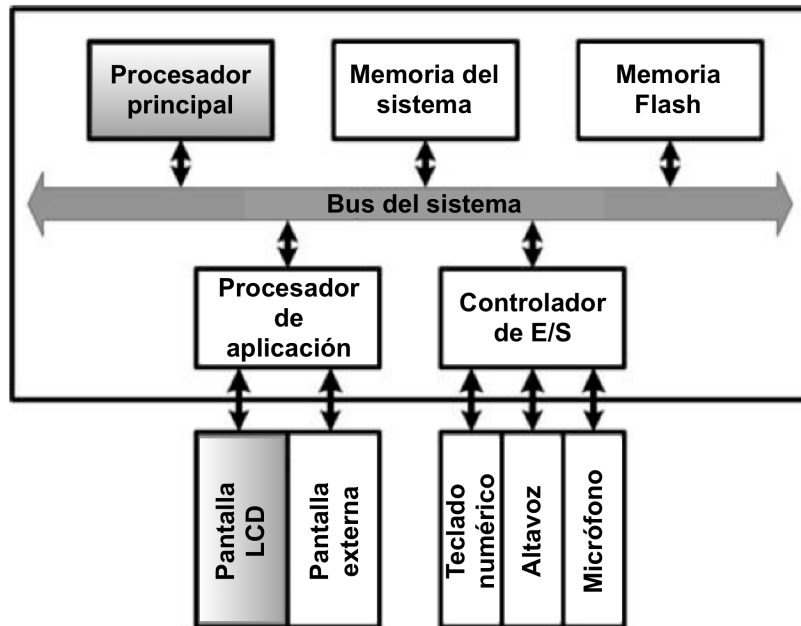 Procesador
principal
Memoria del
sistema
Memoria
Flash
Bus del sistema
Procesador
de
aplicación
Controlador
de E/S
Pantalla
LCD
Pantalla
externa
Teclado
numérico
Altavoz
Micrófono